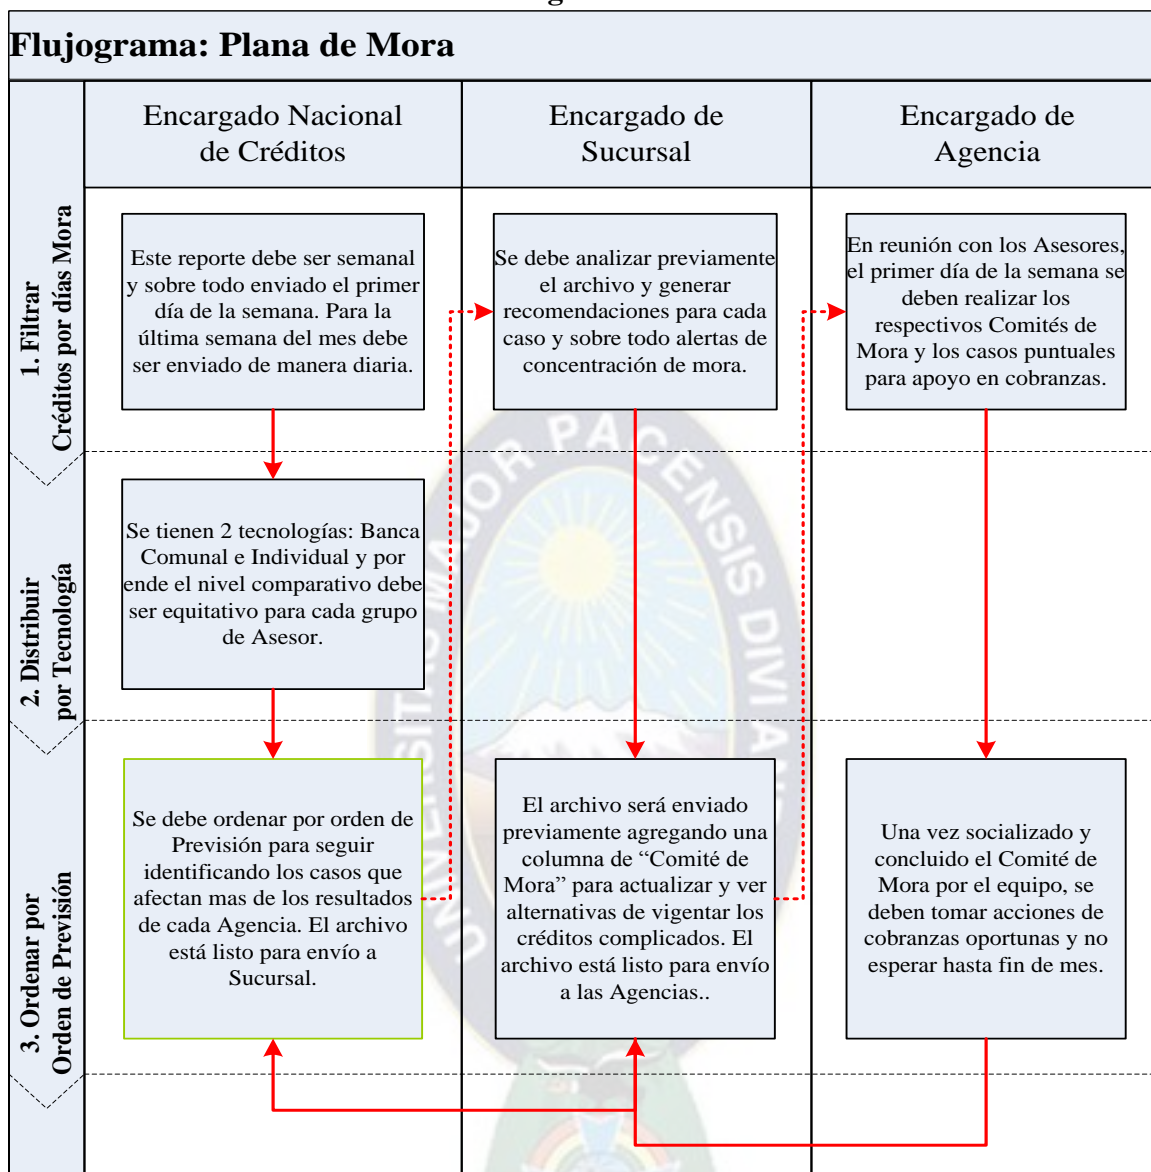 Flujograma: Plana de Mora
Encargado Nacional
de Créditos
Encargado de
Sucursal
Encargado de
Agencia
1. Filtrar
Créditos por días Mora
Este reporte debe ser semanal
y sobre todo enviado el primer
día de la semana. Para la
última semana del mes debe
ser enviado de manera diaria.
Se debe analizar previamente
el archivo y generar
recomendaciones para cada
caso y sobre todo alertas de
concentración de mora.
En reunión con los Asesores,
el primer día de la semana se
deben realizar los
respectivos Comités de
Mora y los casos puntuales
para apoyo en cobranzas.
2. Distribuir
por Tecnología
Se tienen 2 tecnologías: Banca
Comunal e Individual y por
ende el nivel comparativo debe
ser equitativo para cada grupo
de Asesor.
3. Ordenar por
Orden de Previsión
Se debe ordenar por orden de
Previsión para seguir
identificando los casos que
afectan mas de los resultados
de cada Agencia. El archivo
está listo para envío a
Sucursal.
El archivo será enviado
previamente agregando una
columna de “Comité de
Mora” para actualizar y ver
alternativas de vigentar los
créditos complicados. El
archivo está listo para envío
a las Agencias..
Una vez socializado y
concluido el Comité de
Mora por el equipo, se
deben tomar acciones de
cobranzas oportunas y no
esperar hasta fin de mes.
MAJOR PACENSIS DIVI